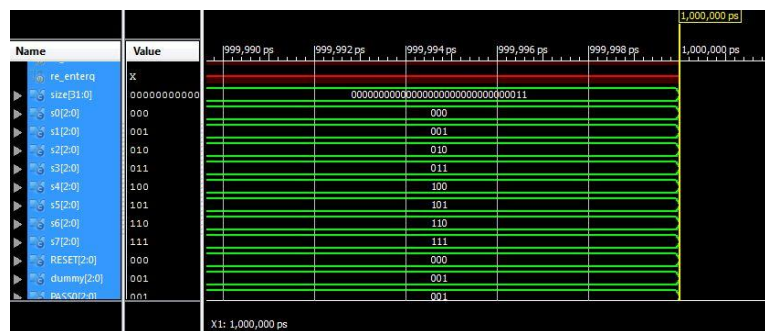 1,000,000 ps
Name Value 999,990 ps 999,992 ps 999,994 ps 999,996 ps 999,998 ps 1,000,000 ps
re_enterq X
size[31:0] 00000000000 00000000000000000000000000000011
s0[2:0] 000 000
s1[2:0] 001 001
s2[2:0] 010 010
s3[2:0] 011 011
s4[2:0] 100 100
s5[2:0] 101 101
s6[2:0] 110 110
s7[2:0] 111 111
RESET[2:0] 000 000
dummy[2:0] 001 001
PASS0[2:0] 001 001
X1: 1,000,000 ps